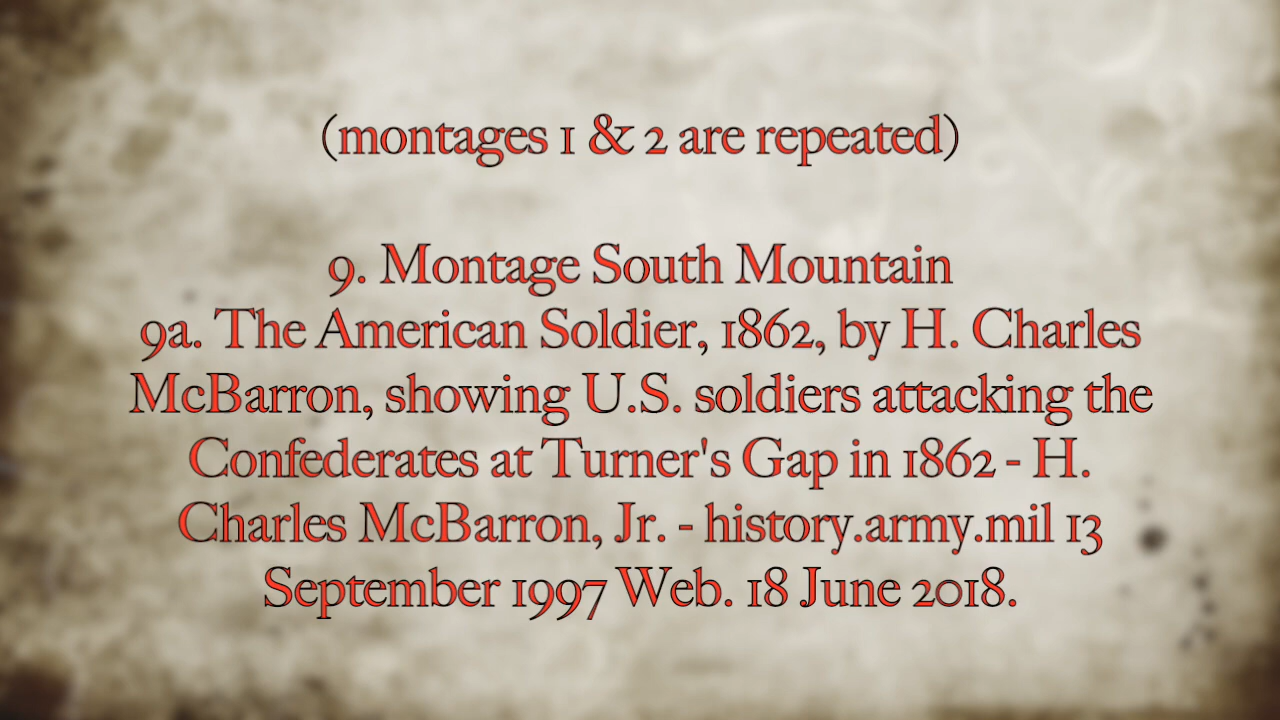 (montages 1 & 2 are repeated)
9. Montage South Mountain
9a. The American Soldier, 1862, by H. Charles
McBarron, showing U.S. soldiers attacking the
Confederates at Turner's Gap in 1862 - H.
Charles McBarron, Jr. - history.army.mil 13
September 1997 Web. 18 June 2018.